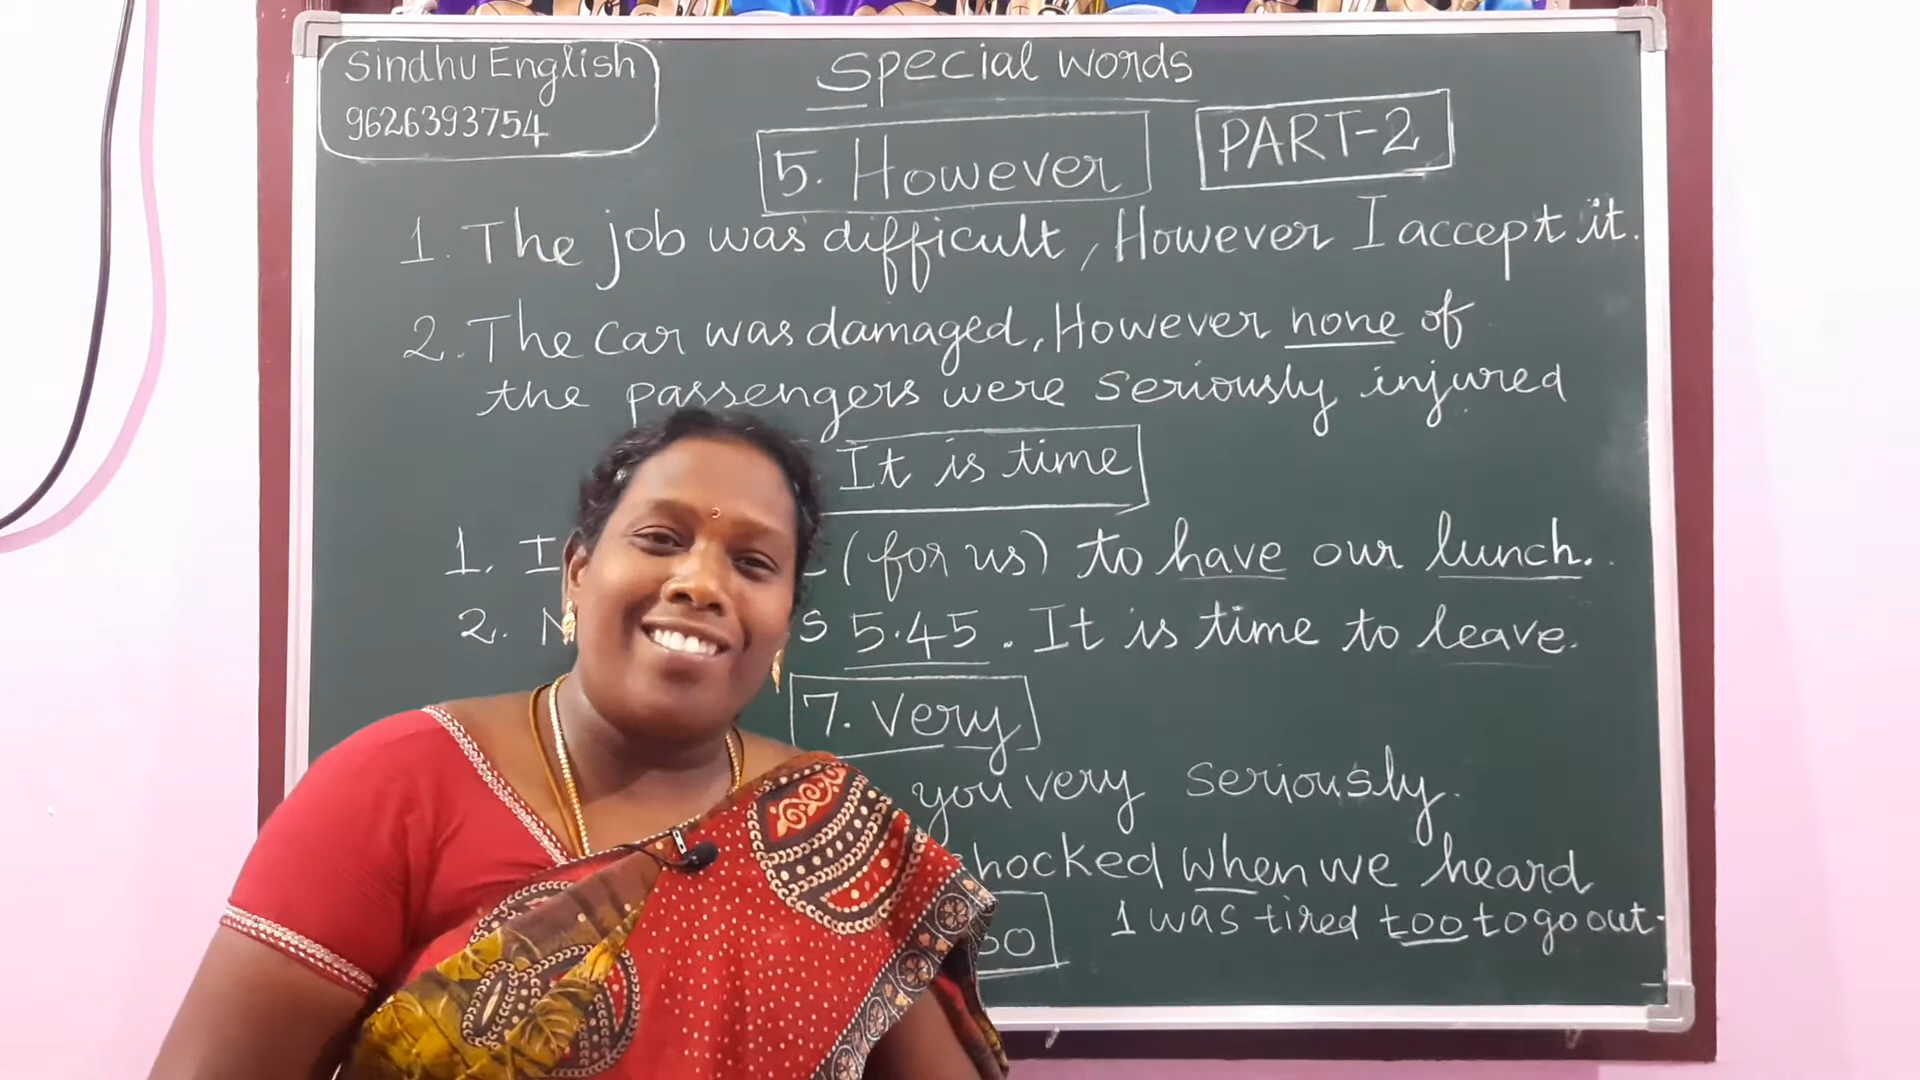 Sindhu English
9626393754
Special words
5. However
PART-2
1. The job was difficult, However I accept it.
2. The car was damaged, However none of
the passengers were seriously injured
It is time
1. (for us) to have our lunch.
2. 5.45. It is time to leave.
7. Very
you very seriously.
when we heard
I was tired too to go out.